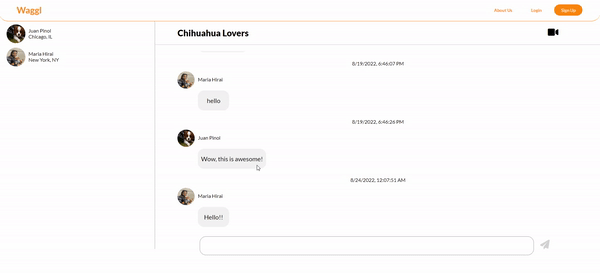 Waggl
About Us
Login
Sign Up
Juan Pinol
Chicago, IL
Maria Hirai
New York, NY
Chihuahua Lovers
8/19/2022, 6:46:07 PM
Maria Hirai
hello
8/19/2022, 6:46:26 PM
Juan Pinol
Wow, this is awesome!
8/24/2022, 12:07:51 AM
Maria Hirai
Hello!!